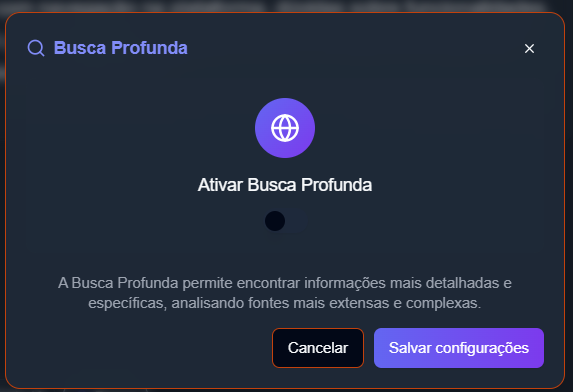 Busca Profunda
Ativar Busca Profunda
A Busca Profunda permite encontrar informações mais detalhadas e
específicas, analisando fontes mais extensas e complexas.
Cancelar
Salvar configurações